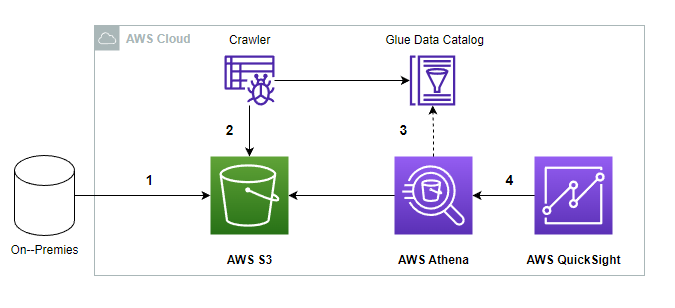 AWS Cloud
Crawler
Glue Data Catalog
2
3
1
4
On--Premies
AWS S3
AWS Athena
AWS QuickSight